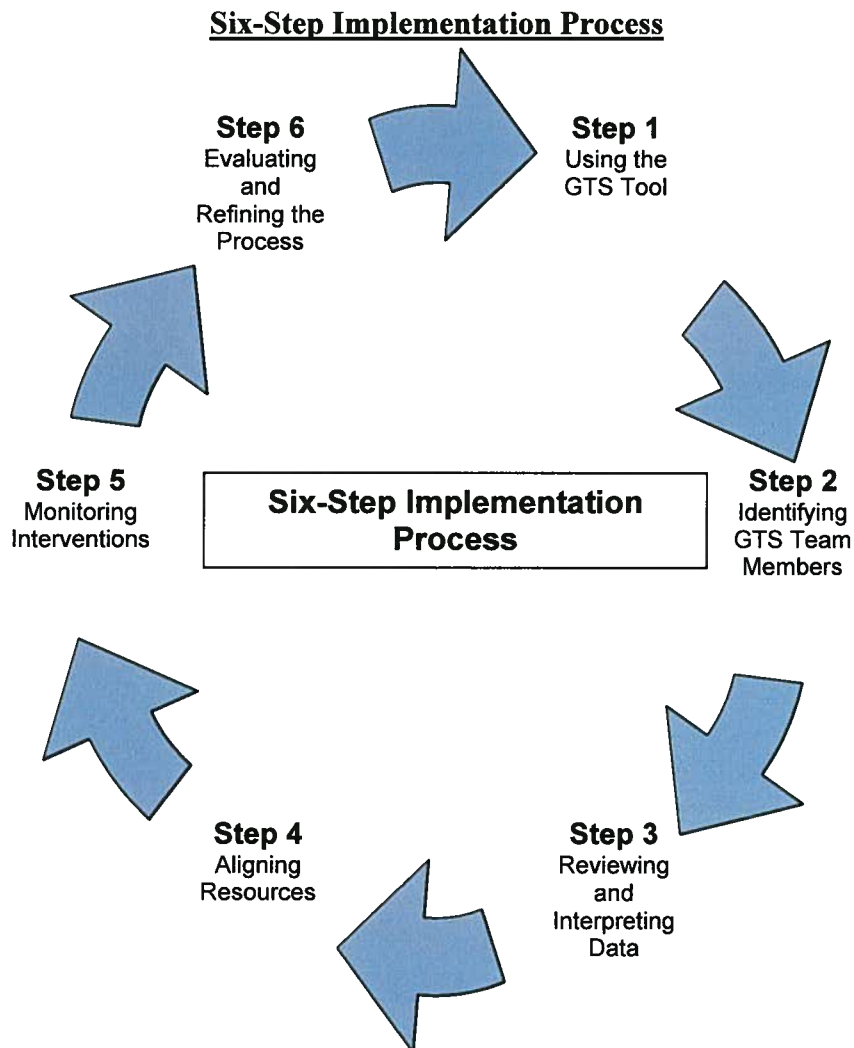 Six-Step Implementation Process
Step 1
Using the
GTS Tool
Step 2
Identifying
GTS Team
Members
Step 3
Reviewing
and
Interpreting
Data
Step 4
Aligning
Resources
Step 5
Monitoring
Interventions
Step 6
Evaluating
and
Refining the
Process
Six-Step Implementation
Process